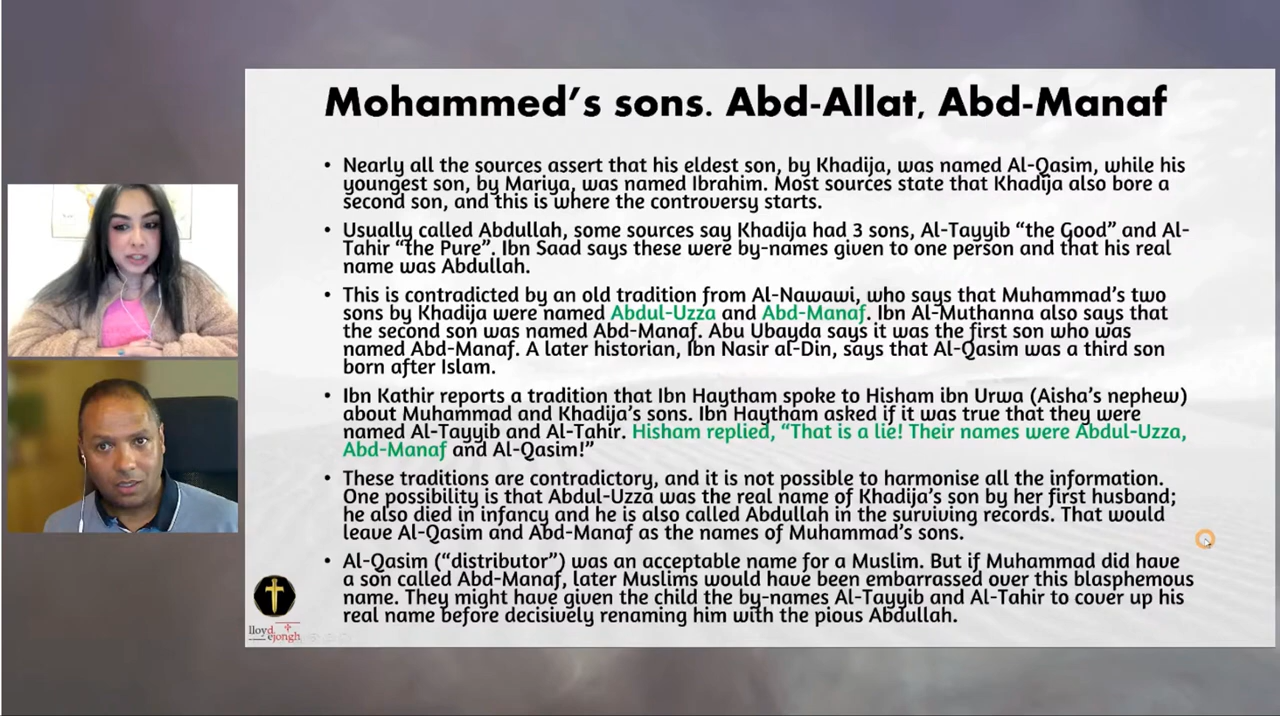 Mohammed's sons. Abd-Allat, Abd-Manaf
• Nearly all the sources assert that his eldest son, by Khadija, was named Al-Qasim, while his
youngest son, by Mariya, was named Ibrahim. Most sources state that Khadija also bore a
second son, and this is where the controversy starts.
• Usually called Abdullah, some sources say Khadija had 3 sons, Al-Tayyib “the Good” and Al-
Tahir “the Pure”. Ibn Saad says these were by-names given to one person and that his real
name was Abdullah.
• This is contradicted by an old tradition from Al-Nawawi, who says that Muhammad's two
sons by Khadija were named Abdul-Uzza and Abd-Manaf. Ibn Al-Muthanna also says that
the second son was named Abd-Manaf. Abu Ubayda says it was the first son who was
named Abd-Manaf. A later historian, Ibn Nasir al-Din, says that Al-Qasim was a third son
born after Islam.
• Ibn Kathir reports a tradition that Ibn Haytham spoke to Hisham ibn Urwa (Aisha's nephew)
about Muhammad and Khadija's sons. Ibn Haytham asked if it was true that they were
named Al-Tayyib and Al-Tahir. Hisham replied, “That is a lie! Their names were Abdul-Uzza,
Abd-Manaf and Al-Qasim!”
• These traditions are contradictory, and it is not possible to harmonise all the information.
One possibility is that Abdul-Uzza was the real name of Khadija's son by her first husband;
he also died in infancy and he is also called Abdullah in the surviving records. That would
leave Al-Qasim and Abd-Manaf as the names of Muhammad's sons.
• Al-Qasim (“distributor”) was an acceptable name for a Muslim. But if Muhammad did have
a son called Abd-Manaf, later Muslims would have been embarrassed over this blasphemous
name. They might have given the child the by-names Al-Tayyib and Al-Tahir to cover up his
real name before decisively renaming him with the pious Abdullah.
lloyd
ejongh